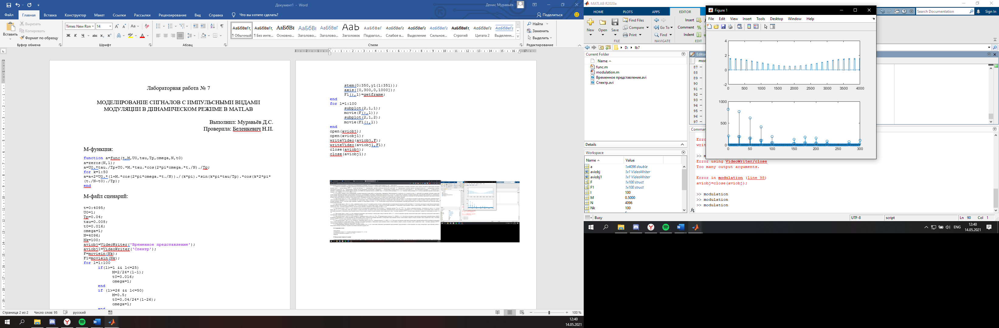 Документ1 - Word
Денис Муравьёв
Файл Главная Вставка Конструктор Макет Ссылки Рассылки Рецензирование Вид Справка Что вы хотите сделать? Поделиться
Вставить
Вырезать
Копировать
Формат по образцу
Буфер обмена
Times New Ron 14
Шрифт
Абзац
АаБбВвГг, АаБбВвГг, АаБбВв АаБбВвІ АаБбВвГ АаЬ АаБбВвГ АаБбВвГг АаБбВвГг АаБбВвГг АаБбВвГг, АаБбВвГг АаБбВвГг
¶ Обычный ¶ Без инте... Основно... Заголово... Заголово... Заголовок Подзагол... Слабое в... Выделение Сильное... Строгий Цитата 2 Выделенн...
Стили
Найти
Заменить
Выделить
Редактирование
Лабораторная работа № 7
МОДЕЛИРОВАНИЕ СИГНАЛОВ С ИМПУЛЬСНЫМИ ВИДАМИ
МОДУЛЯЦИИ В ДИНАМИЧЕСКОМ РЕЖИМЕ В MATLAB
Выполнил: Муравьёв Д.С.
Проверила: Беленкевич Н.И.
М-функция:
function a=func(t,M,U0,tau,Tp,omega,N,t0)
a=zeros(N,1);
a=U0.*tau./Tp+U0.*M.*tau.*cos(2*pi*omega.*t./N)./Tp;
for k=1:50
a=a+2*U0.*(1+M.*cos(2*pi*omega.*t./N))./(k*pi).*sin(k*pi*tau/Tp).*cos(k*2*pi*
(t./N-t0)./Tp);
end
М-файл сценарий:
t=0:4095;
U0=1;
Tp=0.04;
tau=0.008;
t0=0.016;
omega=1;
N=4096;
Nk=100;
aviobj=VideoWriter('Временное представление');
aviobj1=VideoWriter('Спектр');
F=moviein(Nk);
F1=moviein(Nk);
for l=1:100
if(l>=1 && l<=25)
M=2/24*(l-1);
t0=0.016;
omega=1;
end
if (l>=26 && l<=50)
M=0.5;
t0=0.04/24*(l-26);
omega=1;
end
stem(0:350,y1(1:351));
axis([0,300,0,1000]);
F1(:,l)=getframe;
end
for l=1:100
subplot(2,1,1);
movie(F(:,l));
subplot(2,1,2);
movie(F1(:,l))
end
open(aviobj);
open(aviobj1);
writeVideo(aviobj,F);
writeVideo(aviobj1,F1);
close(aviobj);
close(aviobj1);
Страница 2 из 2 Число слов: 95 русский 100 %
12:40
14.05.2021
MATLAB R2020a
HOME PLOTS APPS EDITOR
Search Documentation Sign In
New Open Save
Find Files
Compare
Print
FILE
Go To
Find
NAVIGATE
Insert
Comment
Indent
EDIT
D: lb7
Current Folder
Name
func.m
modulation.m
Временное представление.avi
Спектр.avi
Details
Workspace
Name Value
a 1x4096 double
aviobj 1x1 VideoWriter
aviobj1 1x1 VideoWriter
F 1x100 struct
F1 1x100 struct
l 100
M 0.5000
N 4096
Nk 100
Busy
Editor
87
88
89
90
91
92
93
94
95
96
97
Figure 1
File Edit View Insert Tools Desktop Window Help
4
2
0
-2
0 500 1000 1500 2000 2500 3000 3500 4000
1000
500
0
0 50 100 150 200 250 300
Error using VideoWriter/close
Too many output arguments.
Error in modulation (line 98)
aviobj=close(aviobj);
>> modulation
>> modulation
>> modulation
fx
UTF-8 script Ln 90 Col 1
ENG
12:40
14.05.2021